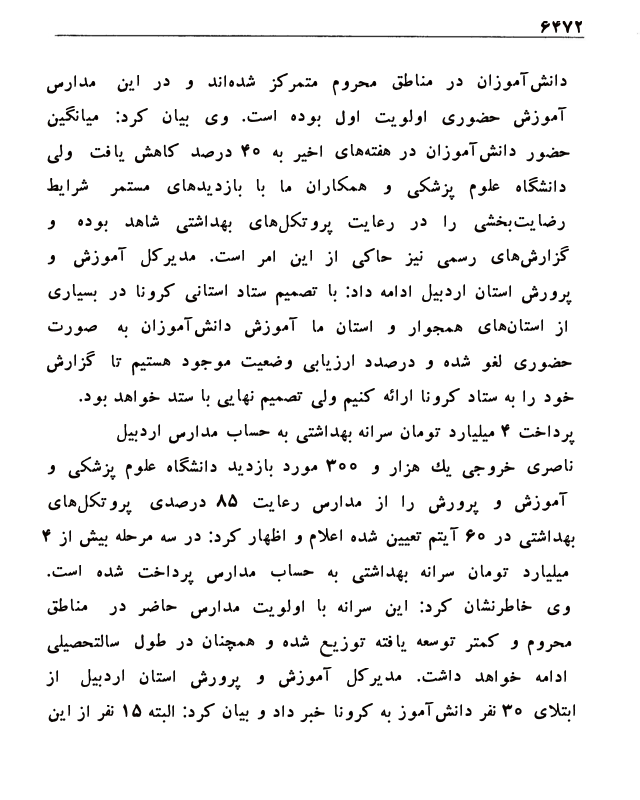 ۶۴۷۲
دانش‌آموزان در مناطق محروم متمرکز شده‌اند و در این مدارس
آموزش حضوری اولویت اول بوده است. وی بیان کرد: میانگین
حضور دانش‌آموزان در هفته‌های اخیر به ۴۰ درصد کاهش یافت ولی
دانشگاه علوم پزشکی و همکاران ما با بازدیدهای مستمر شرایط
رضایت‌بخشی را در رعایت پروتکل‌های بهداشتی شاهد بوده و
گزارش‌های رسمی نیز حاکی از این امر است. مدیرکل آموزش و
پرورش استان اردبیل ادامه داد: با تصمیم ستاد استانی کرونا در بسیاری
از استان‌های همجوار و استان ما آموزش دانش‌آموزان به صورت
حضوری لغو شده و درصدد ارزیابی وضعیت موجود هستیم تا گزارش
خود را به ستاد کرونا ارائه کنیم ولی تصمیم نهایی با ستد خواهد بود.
پرداخت ۴ میلیارد تومان سرانه بهداشتی به حساب مدارس اردبیل
ناصری خروجی یك هزار و ۳۰۰ مورد بازدید دانشگاه علوم پزشکی و
آموزش و پرورش را از مدارس رعایت ۸۵ درصدی پروتکل‌های
بهداشتی در ۶۰ آیتم تعیین شده اعلام و اظهار کرد: در سه مرحله بیش از ۴
میلیارد تومان سرانه بهداشتی به حساب مدارس پرداخت شده است.
وی خاطرنشان کرد: این سرانه با اولویت مدارس حاضر در مناطق
محروم و کمتر توسعه یافته توزیع شده و همچنان در طول سالتحصیلی
ادامه خواهد داشت. مدیرکل آموزش و پرورش استان اردبیل از
ابتلای ۳۰ نفر دانش‌آموز به کرونا خبر داد و بیان کرد: البته ۱۵ نفر از این